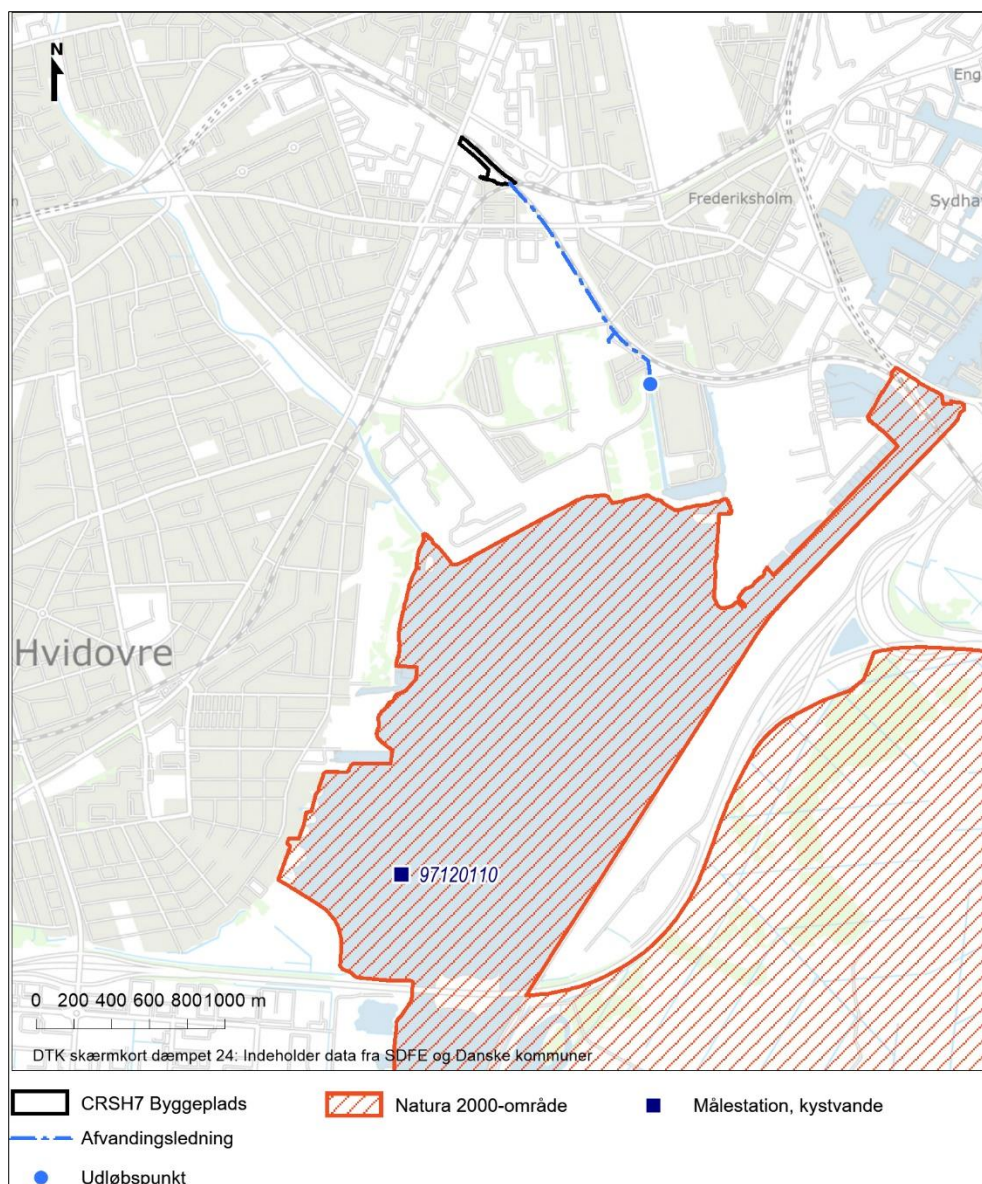 N
Eng
Frederiksholm
Sydhav
Hvidovre
97120110
0 200 400 600 800 1000 m
DTK skærmkort dæmpet 24: Indeholder data fra SDFE og Danske kommuner
CRSH7 Byggeplads
Natura 2000-område
Målestation, kystvande
Afvandingsledning
Udløbspunkt